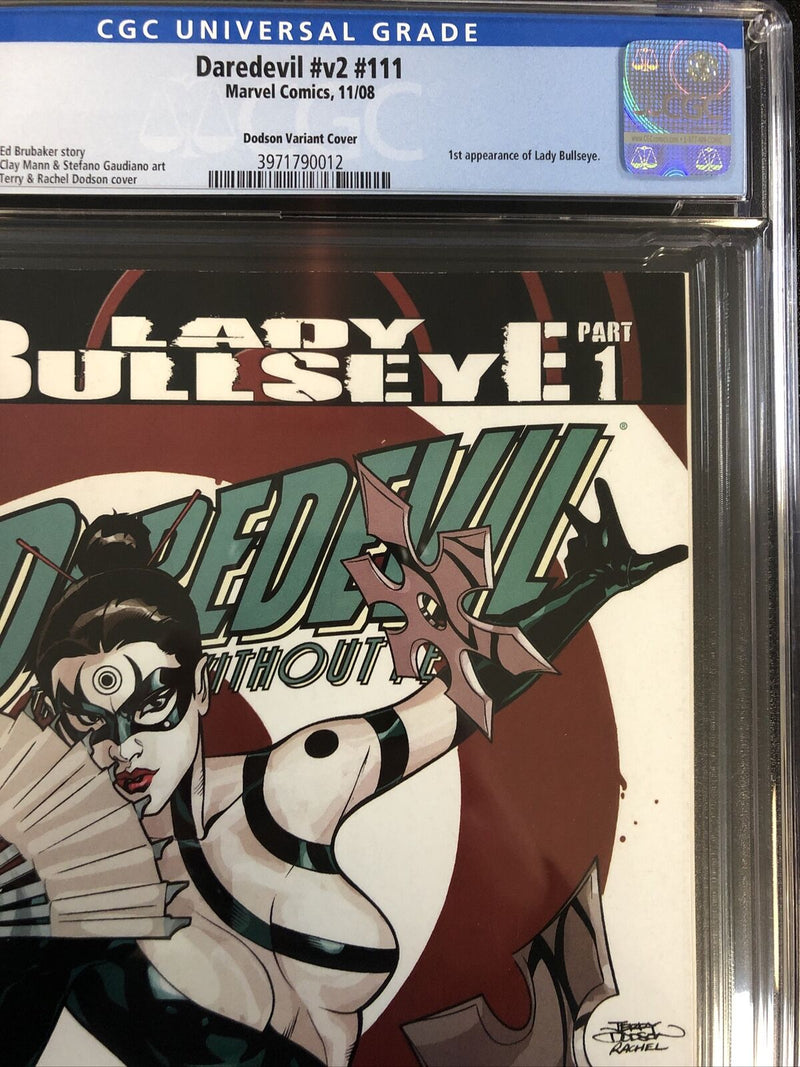 CGC UNIVERSAL GRADE
Daredevil #v2 #111
Marvel Comics, 11/08
Dodson Variant Cover
3971790012
Ed Brubaker story
Clay Mann & Stefano Gaudiano art
Terry & Rachel Dodson cover
1st appearance of Lady Bullseye.
CGC
LADY
BULLSEYE PART 1
DAREDEVIL ®
WITHOUT FE
TERRY
DODSON
RACHEL